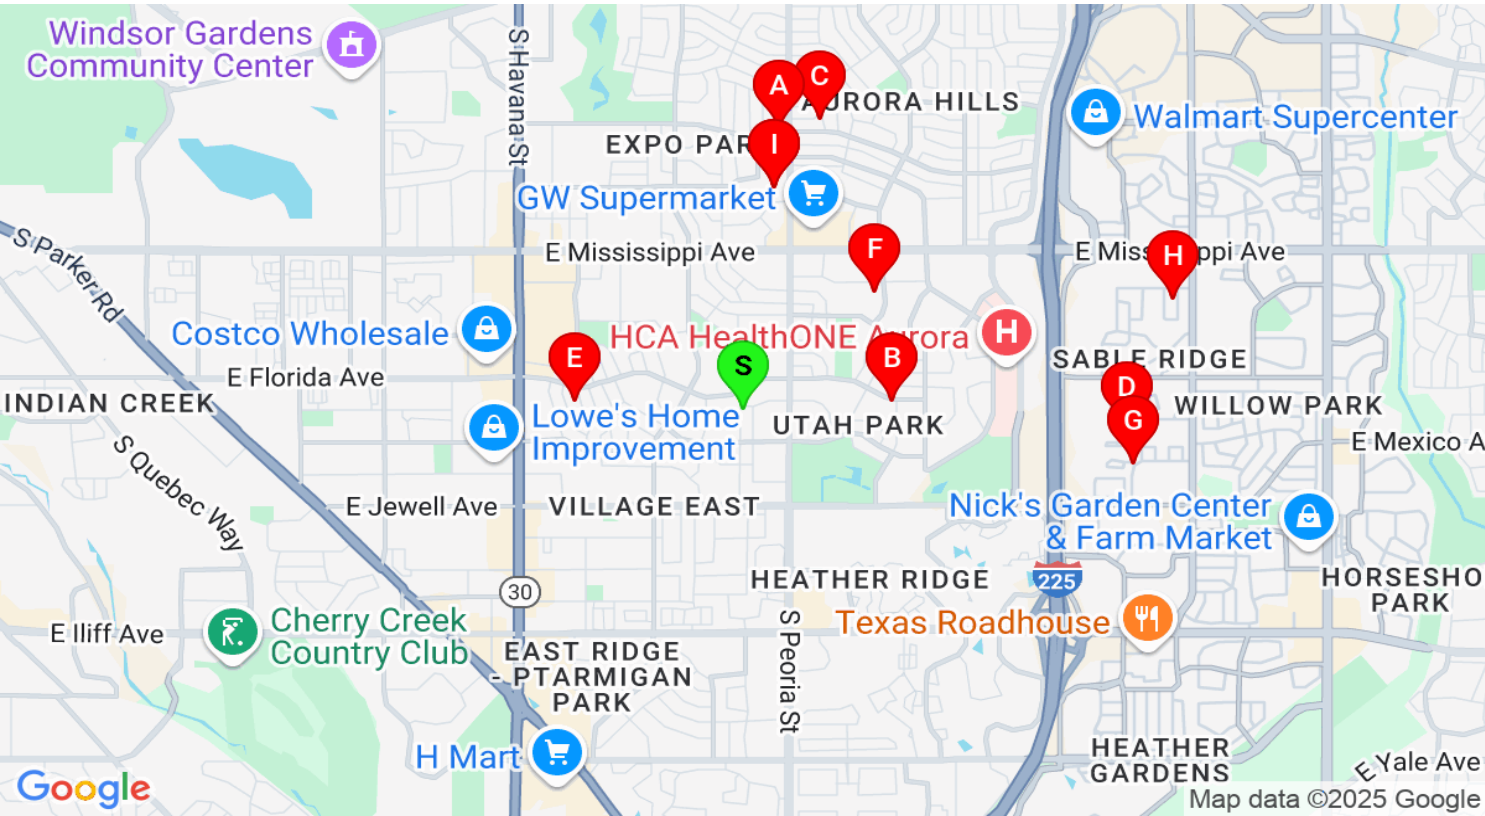 Windsor Gardens
Community Center
S Havana St
A
C
AURORA HILLS
Walmart Supercenter
EXPO PAR
I
GW Supermarket
S Parker Rd
E Mississippi Ave
F
E Miss
ppi Ave
H
Costco Wholesale
HCA HealthONE Aurora
H
E
S
B
SABLE RIDGE
E Florida Ave
D
INDIAN CREEK
Lowe's Home
Improvement
UTAH PARK
G
WILLOW PARK
S Quebec Way
E Mexico A
E Jewell Ave
VILLAGE EAST
Nick's Garden Center
& Farm Market
30
HEATHER RIDGE
225
HORSESHO
PARK
E Iliff Ave
Cherry Creek
Country Club
S Peoria St
Texas Roadhouse
EAST RIDGE
- PTARMIGAN
PARK
H Mart
HEATHER
GARDENS
E Yale Ave
Google
Map data ©2025 Google